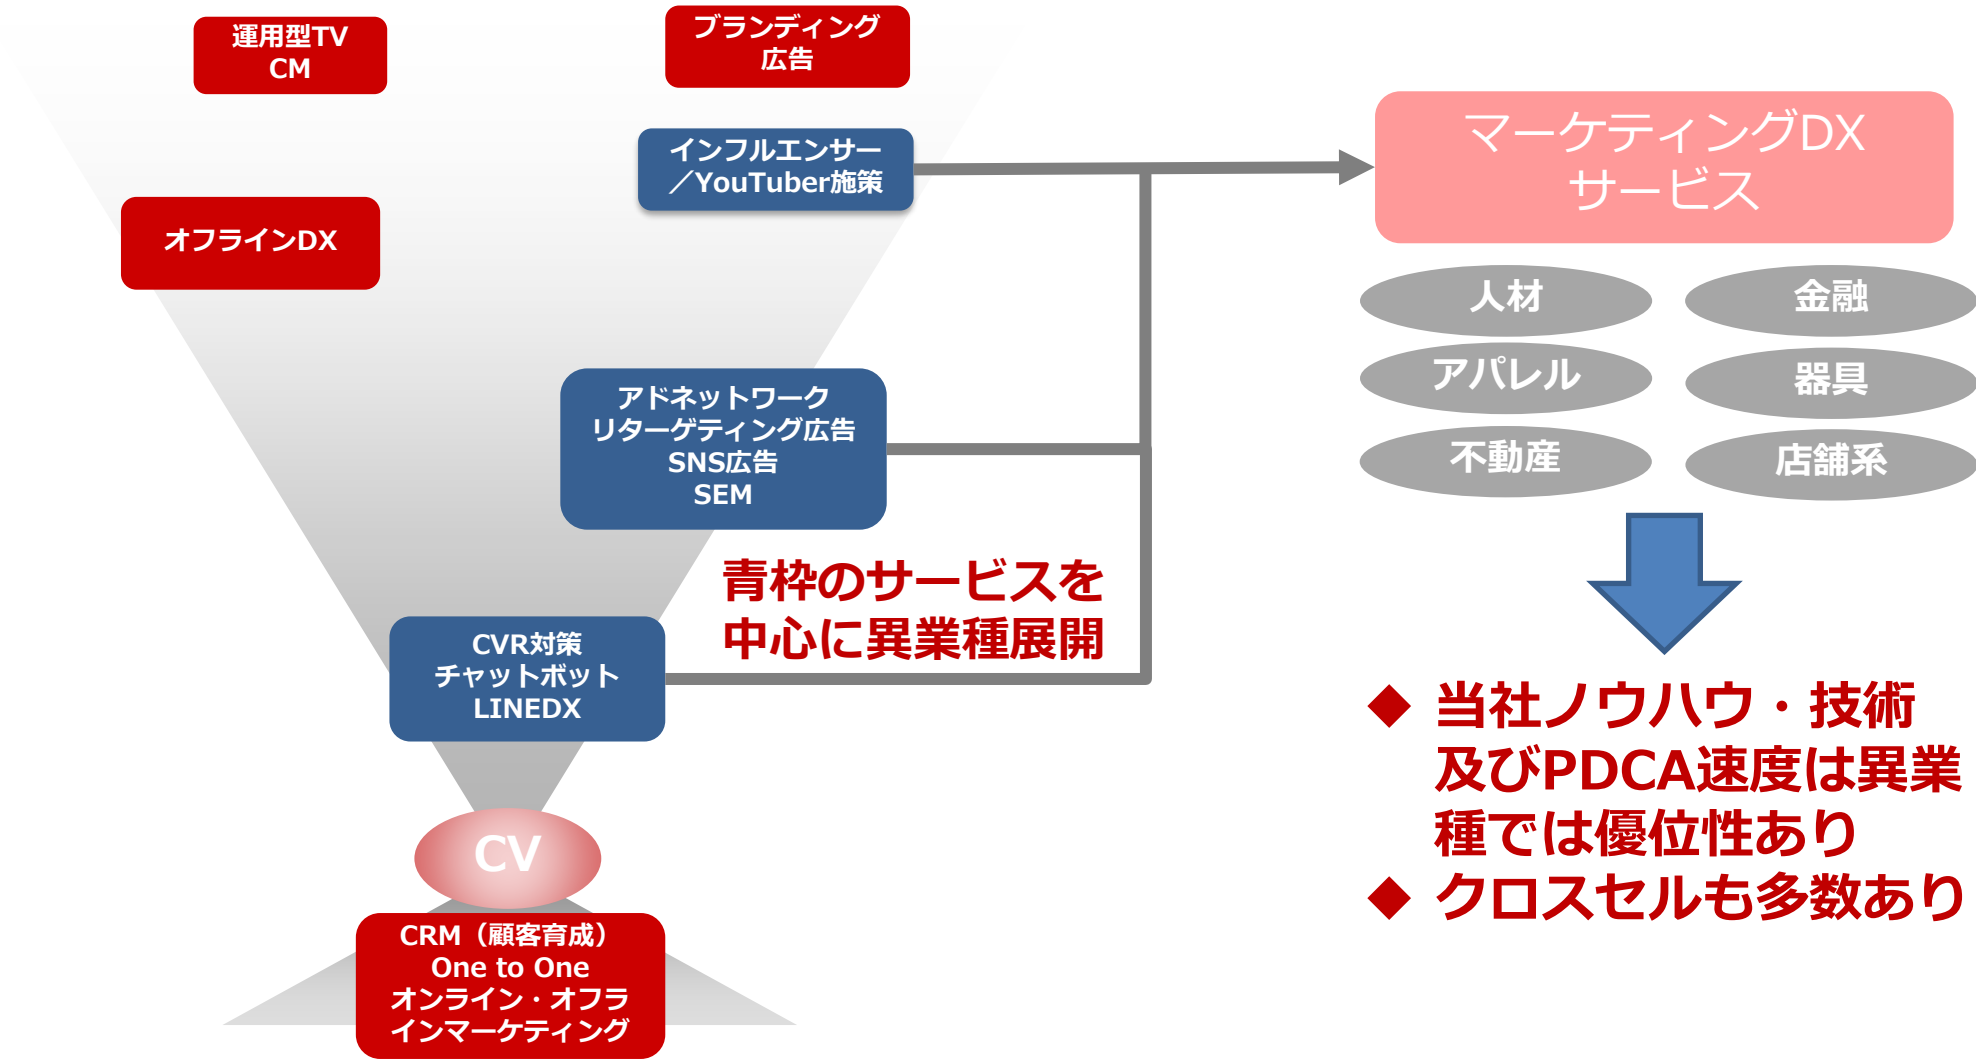 運用型TV
CM
ブランディング
広告
インフルエンサー
／YouTuber施策
オフラインDX
アドネットワーク
リターゲティング広告
SNS広告
SEM
青枠のサービスを
中心に異業種展開
CVR対策
チャットボット
LINEDX
CV
CRM（顧客育成）
One to One
オンライン・オフラ
インマーケティング
マーケティングDX
サービス
人材
金融
アパレル
器具
不動産
店舗系
◆ 当社ノウハウ・技術
及びPDCA速度は異業
種では優位性あり
◆ クロスセルも多数あり